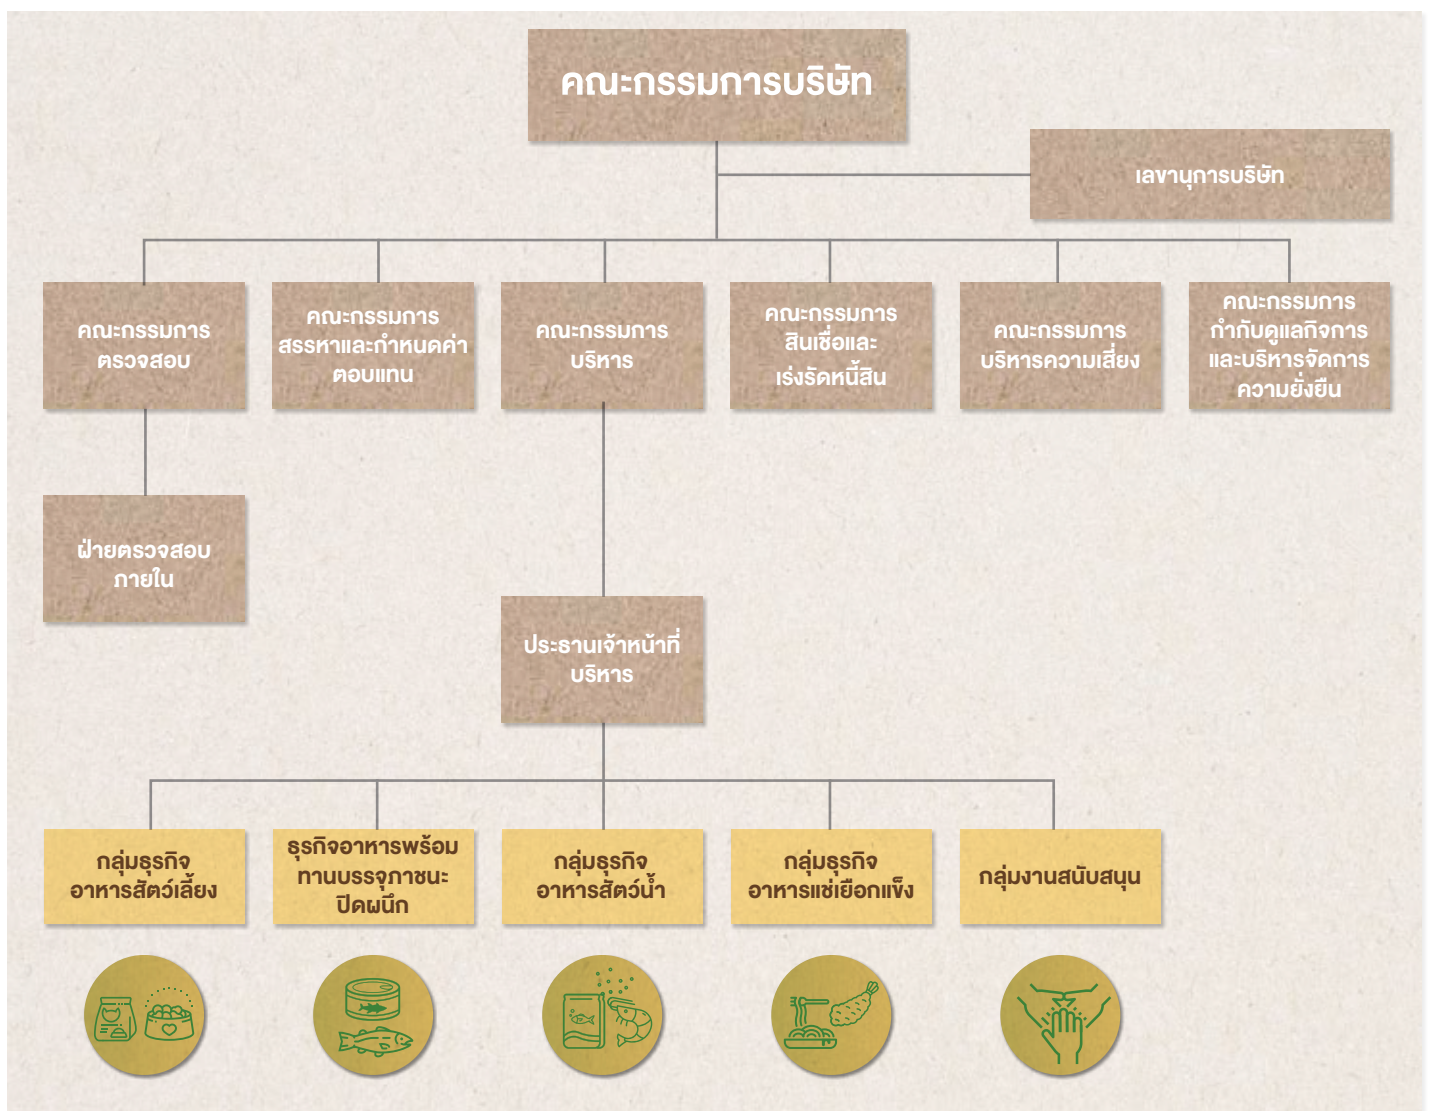 คณะกรรมการบริษัท
เลขานุการบริษัท
คณะกรรมการ
ตรวจสอบ
คณะกรรมการ
สรรหาและกำหนดค่า
ตอบแทน
คณะกรรมการ
บริหาร
คณะกรรมการ
สินเชื่อและ
เร่งรัดหนี้สิน
คณะกรรมการ
บริหารความเสี่ยง
คณะกรรมการ
กำกับดูแลกิจการ
และบริหารจัดการ
ความยั่งยืน
ฝ่ายตรวจสอบ
ภายใน
ประธานเจ้าหน้าที่
บริหาร
กลุ่มธุรกิจ
อาหารสัตว์เลี้ยง
ธุรกิจอาหารพร้อม
ทานบรรจุภาชนะ
ปิดผนึก
กลุ่มธุรกิจ
อาหารสัตว์น้ำ
กลุ่มธุรกิจ
อาหารแช่เยือกแข็ง
กลุ่มงานสนับสนุน